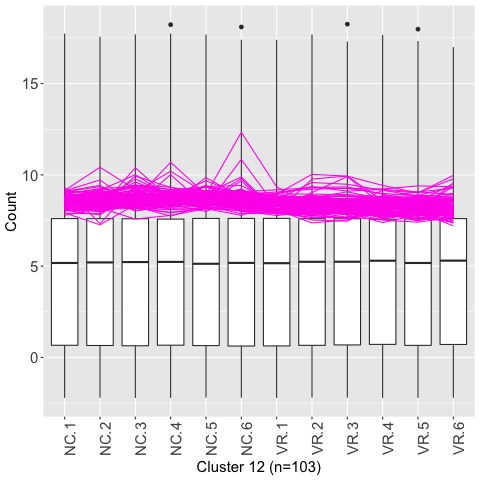 Count
15
10
5
0
NC.1
NC.2
NC.3
NC.4
NC.5
NC.6
VR.1
VR.2
VR.3
VR.4
VR.5
VR.6
Cluster 12 (n=103)